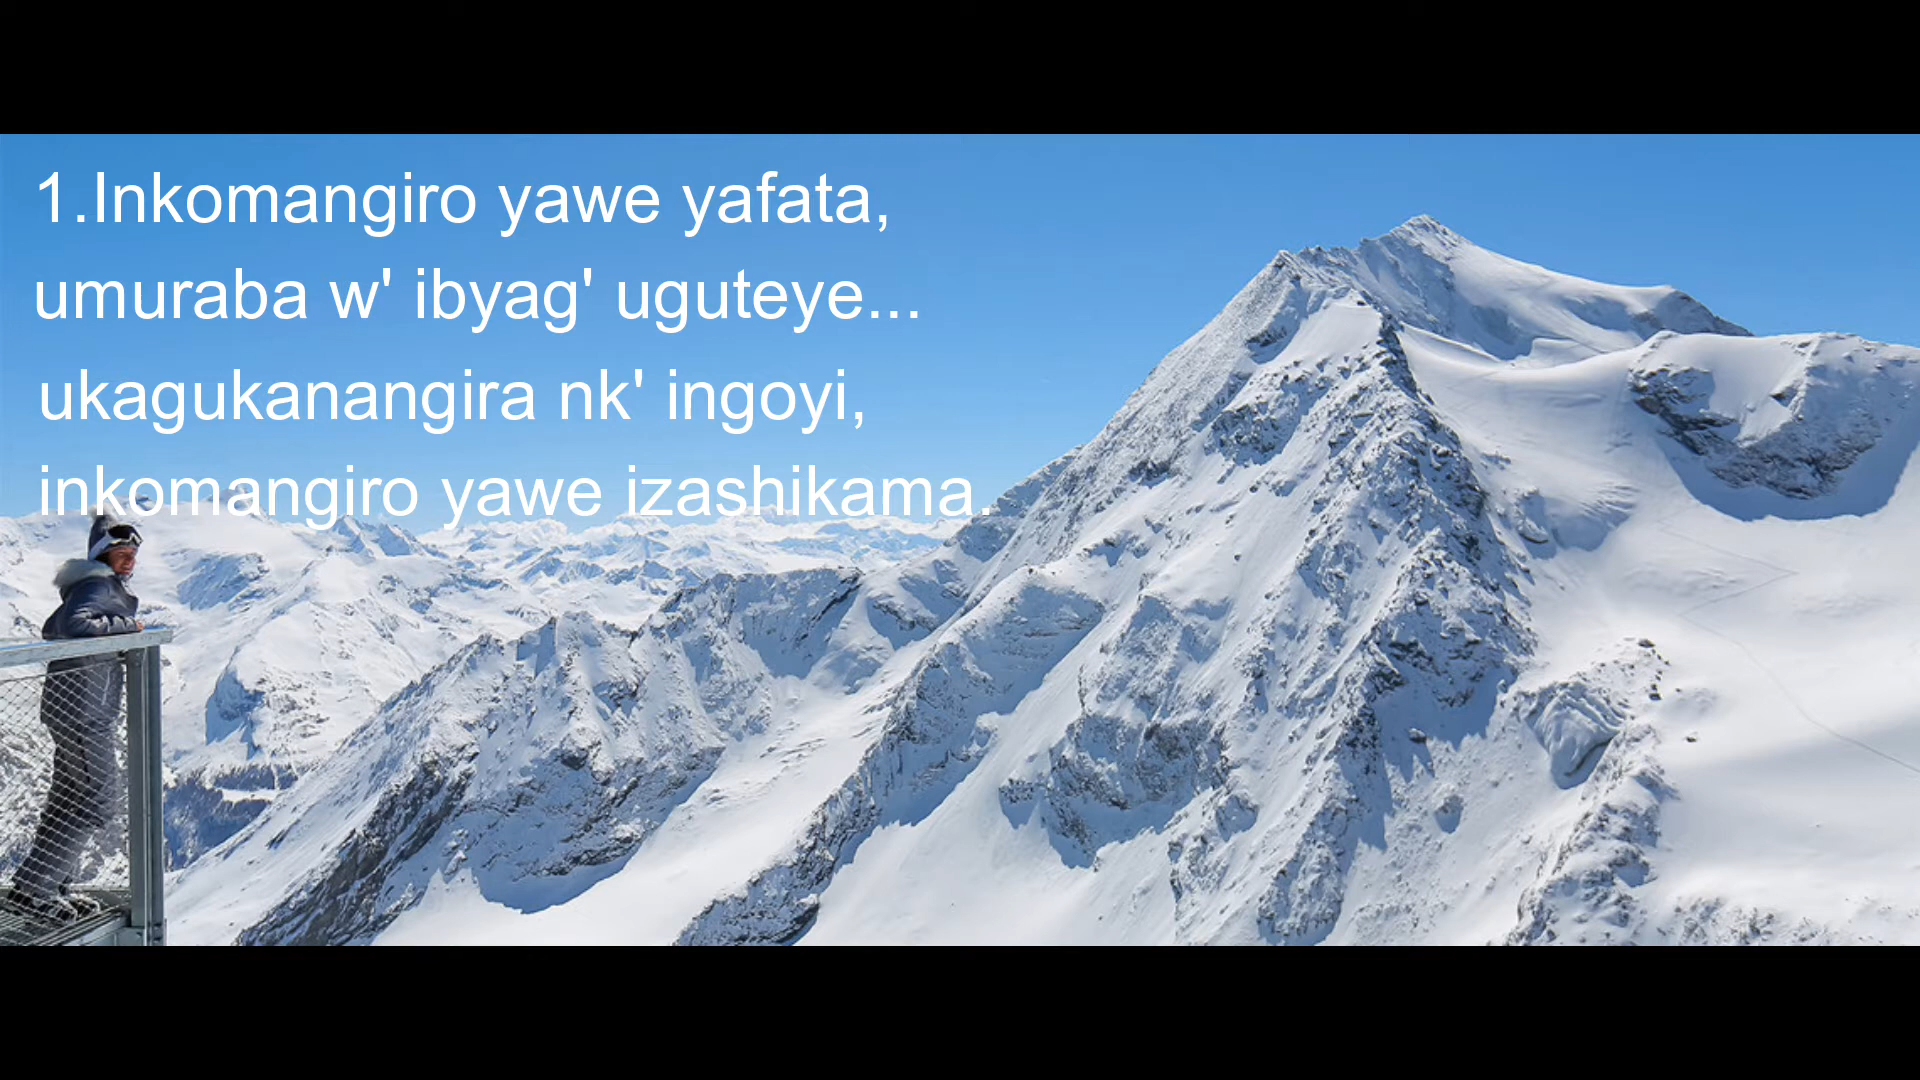 1.Inkomangiro yawe yafata,
umuraba w' ibyag' uguteye...
ukagukanangira nk' ingoyi,
inkomangiro yawe izashikama.